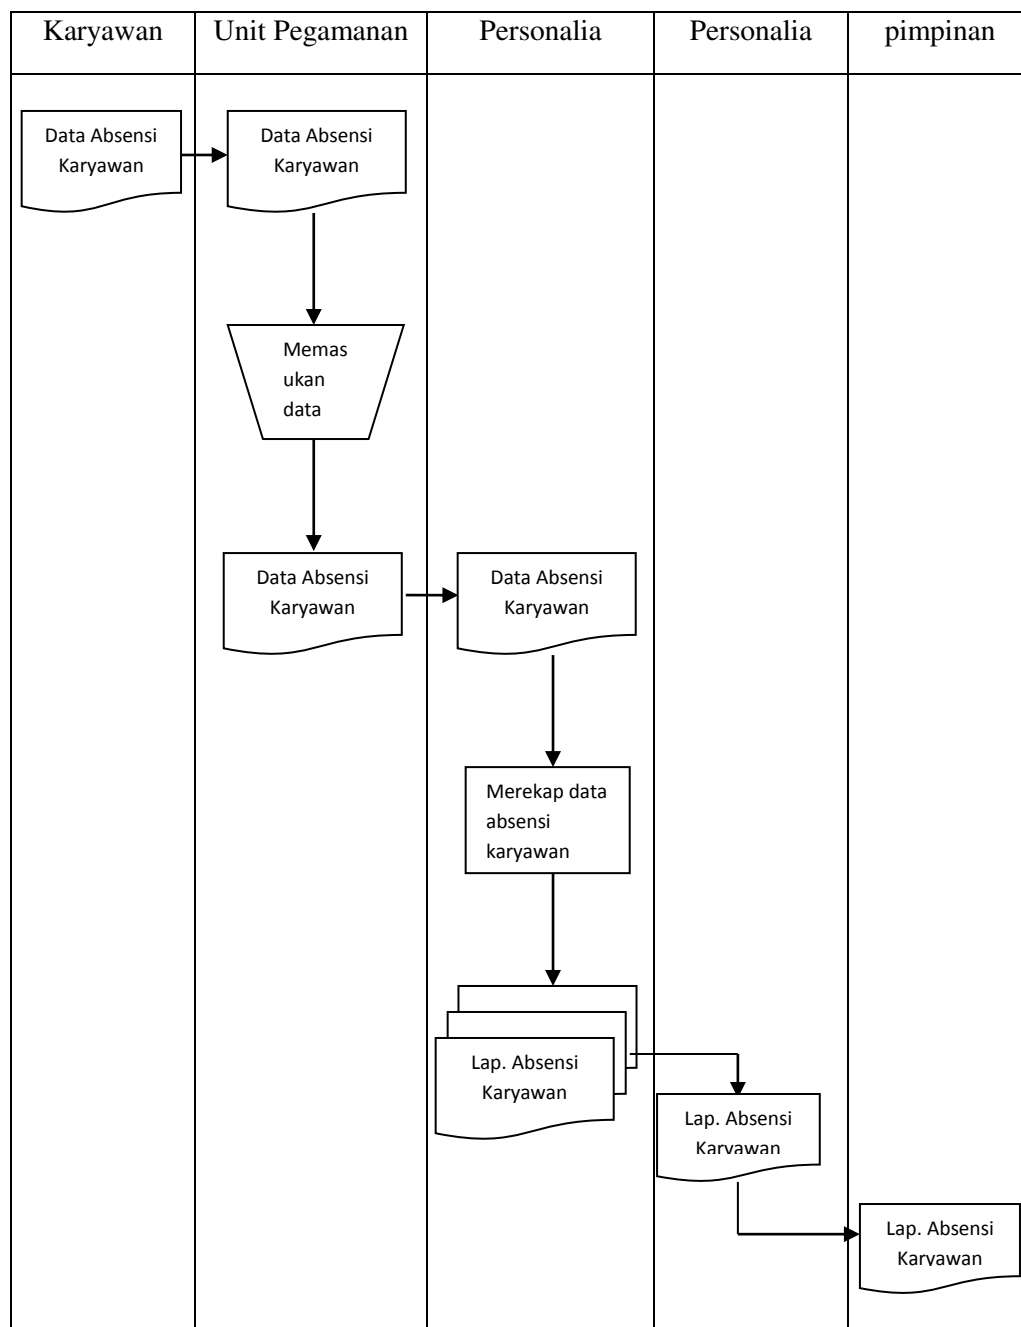 Karyawan
Unit Pegamanan
Personalia
Personalia
pimpinan
Data Absensi
Karyawan
Data Absensi
Karyawan
Memas
ukan
data
Data Absensi
Karyawan
Data Absensi
Karyawan
Merekap data
absensi
karyawan
Lap. Absensi
Karyawan
Lap. Absensi
Karyawan
Lap. Absensi
Karyawan